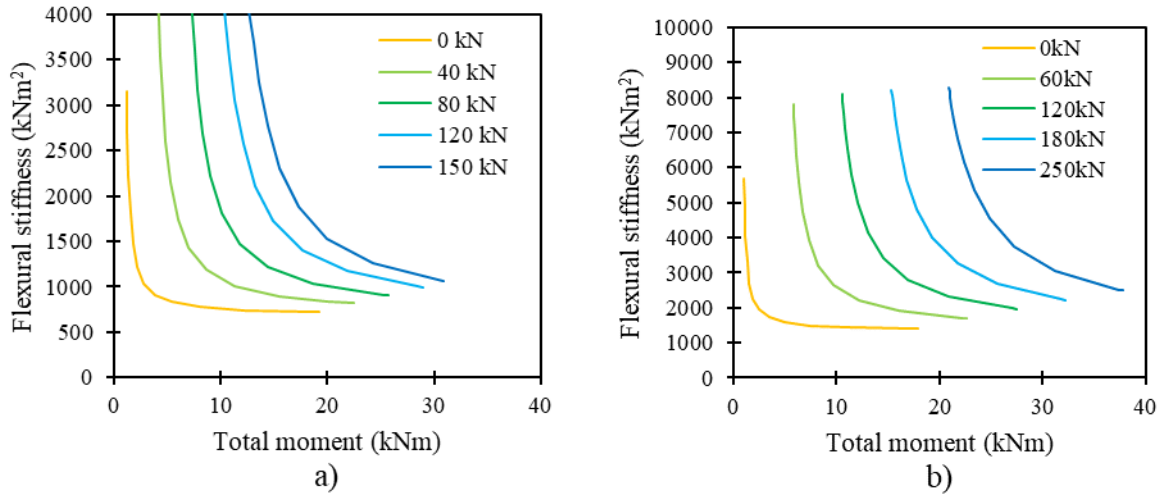 Flexural stiffness (kNm²)
4000
3500
3000
2500
2000
1500
1000
500
0
0 10 20 30 40
Total moment (kNm)
0 kN
40 kN
80 kN
120 kN
150 kN
a)
Flexural stiffness (kNm²)
10000
9000
8000
7000
6000
5000
4000
3000
2000
1000
0
0 10 20 30 40
Total moment (kNm)
0kN
60kN
120kN
180kN
250kN
b)